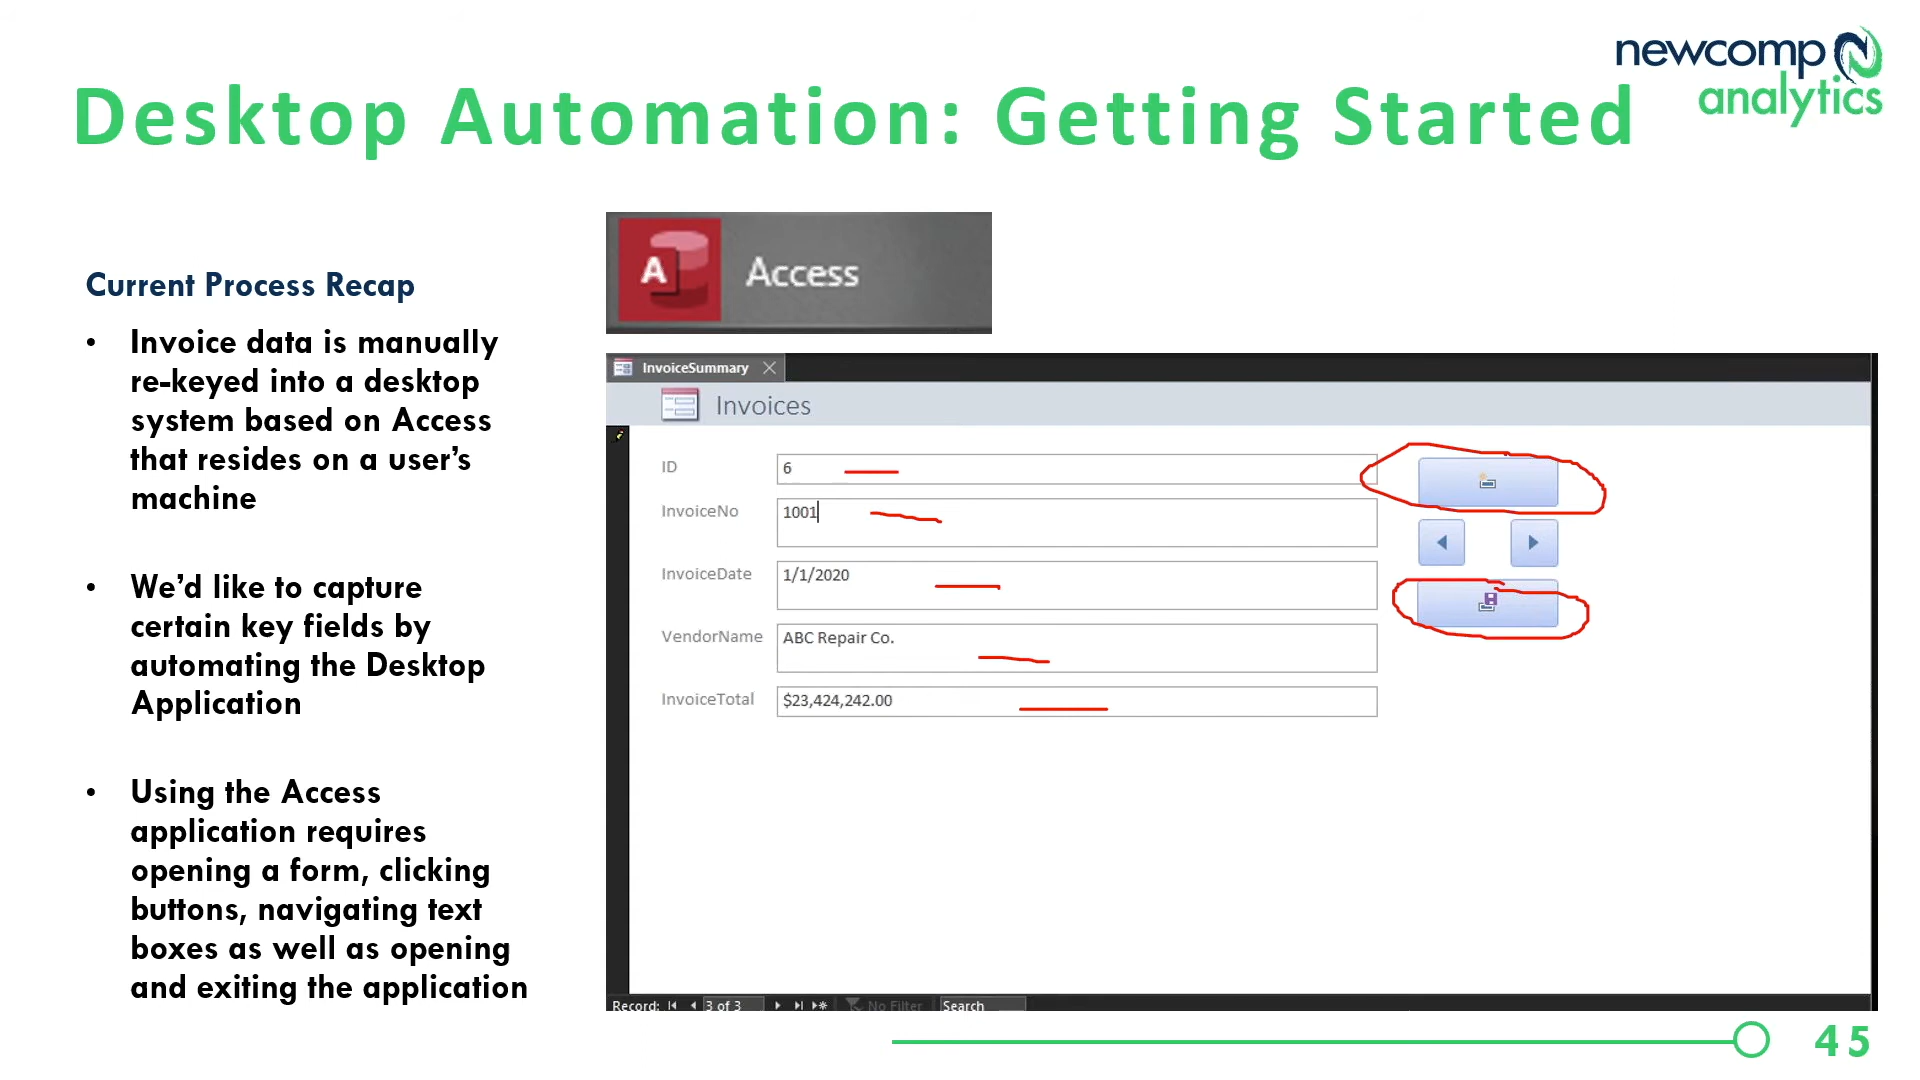 newcomp
analytics
Desktop Automation: Getting Started
Current Process Recap
• Invoice data is manually
re-keyed into a desktop
system based on Access
that resides on a user’s
machine
• We’d like to capture
certain key fields by
automating the Desktop
Application
• Using the Access
application requires
opening a form, clicking
buttons, navigating text
boxes as well as opening
and exiting the application
A Access
InvoiceSummary
Invoices
ID 6
InvoiceNo 1001
InvoiceDate 1/1/2020
VendorName ABC Repair Co.
InvoiceTotal $23,424,242.00
Record: 3 of 3 No Filter Search
45